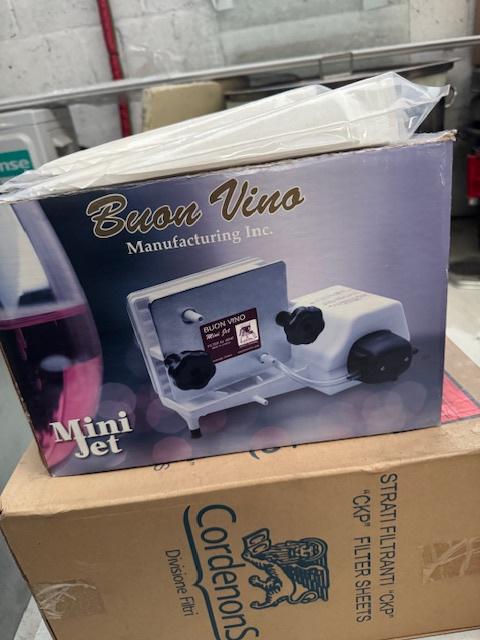 nse
Buon Vino
Manufacturing Inc.
BUON VINO
Mini Jet
Mini
Jet
STRATI FILTRANTI "CKP"
"CKP" FILTER SHEETS
Cordenons
Divisione Filtri